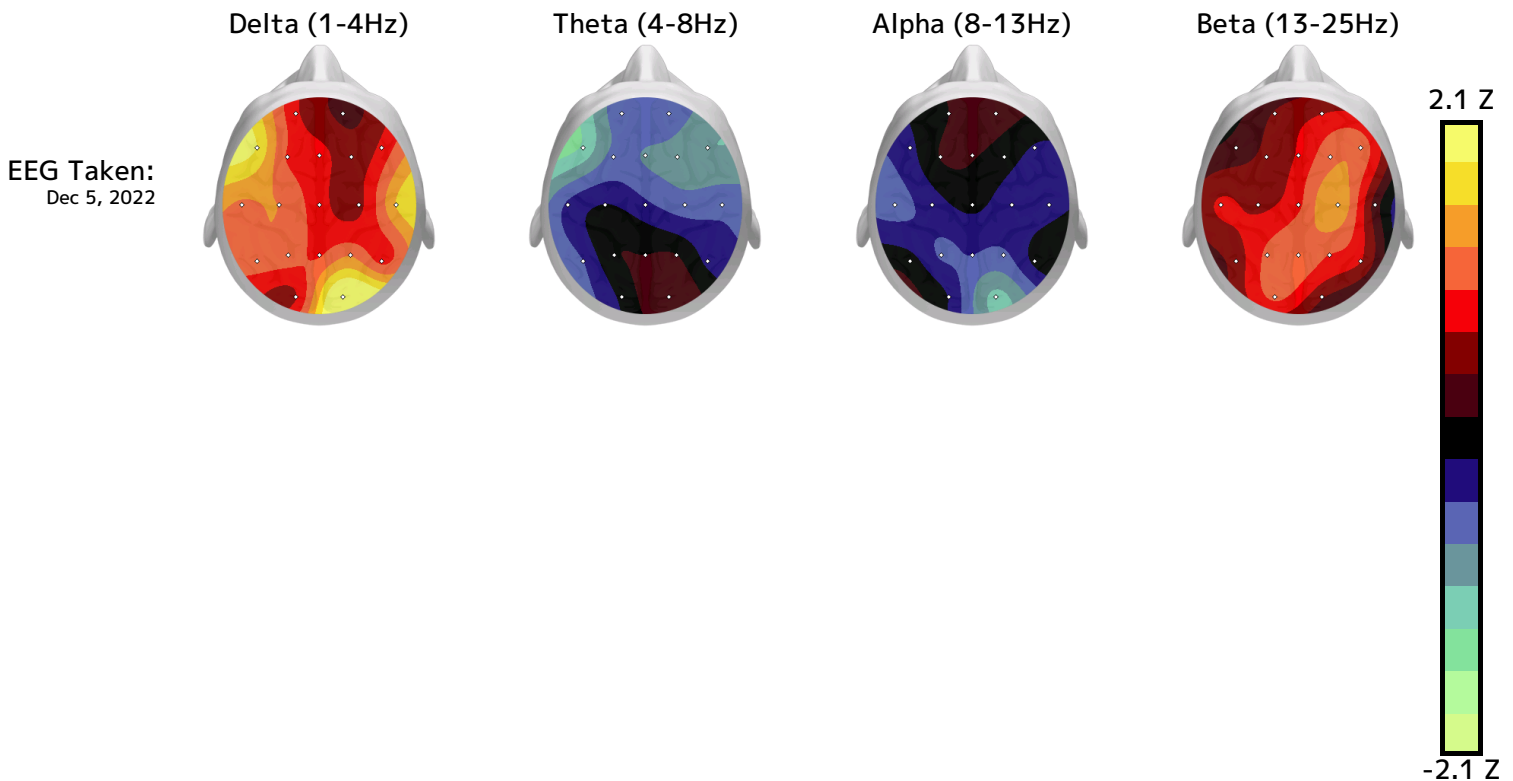 Delta (1-4Hz)
Theta (4-8Hz)
Alpha (8-13Hz)
Beta (13-25Hz)
2.1 Z
EEG Taken:
Dec 5, 2022
-2.1 Z